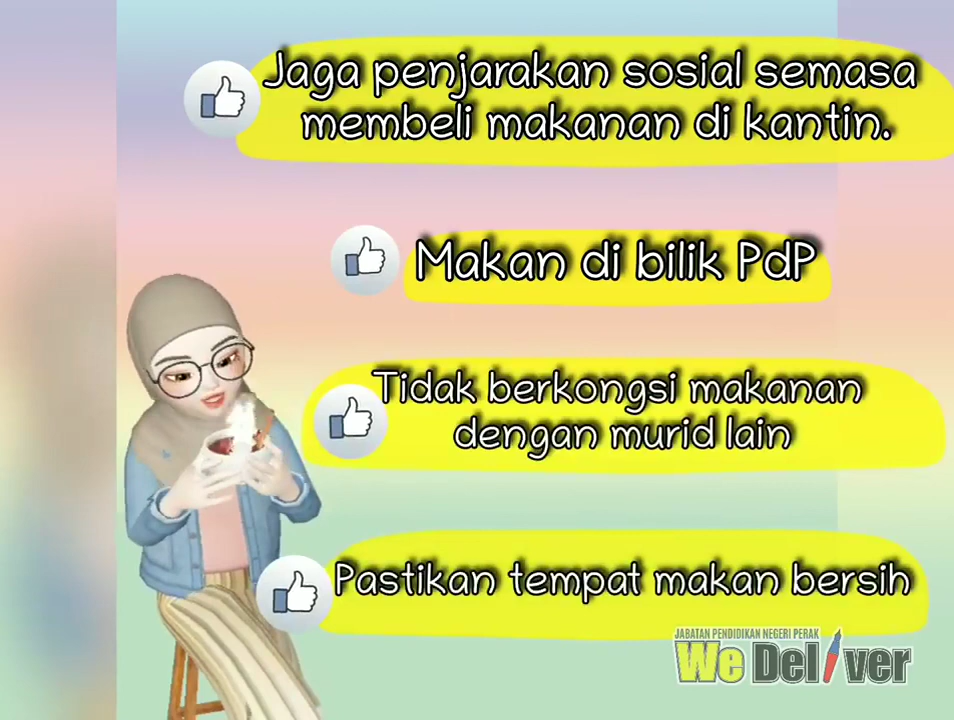 Jaga penjarakan sosial semasa
membeli makanan di kantin.
Makan di bilik PdP
Tidak berkongsi makanan
dengan murid lain
Pastikan tempat makan bersih
JABATAN PENDIDIKAN NEGERI PERAK
We Deliver